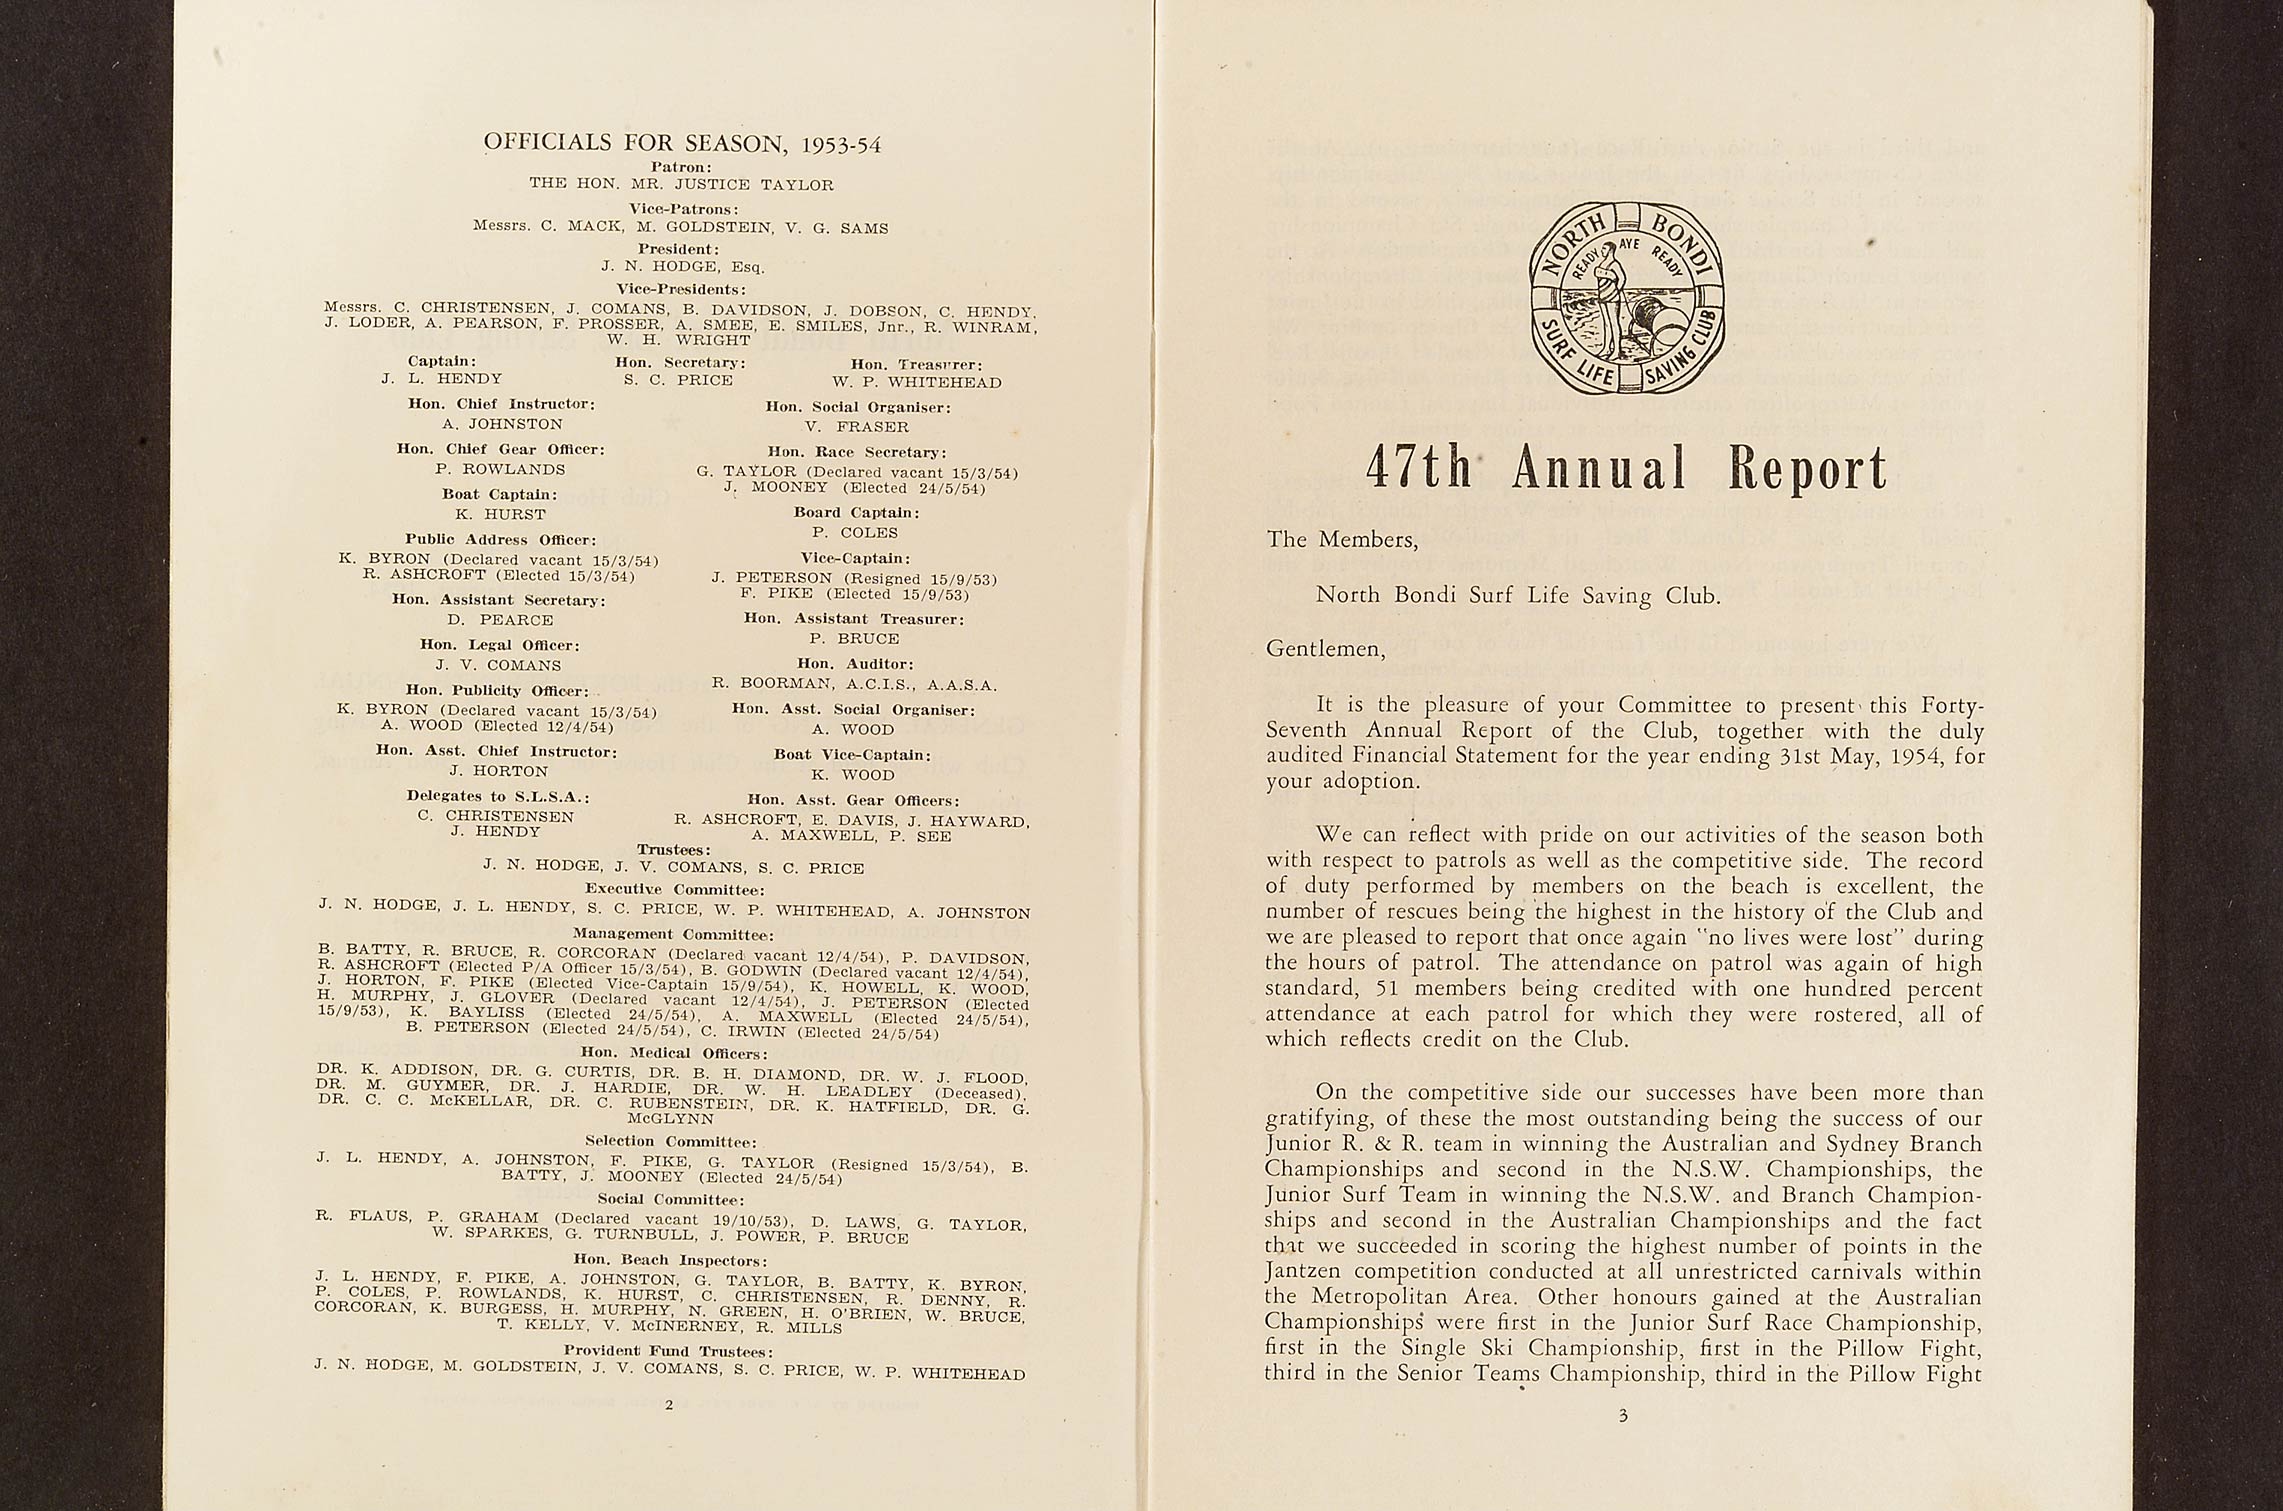 OFFICIALS FOR SEASON, 1953-54
Patron:
THE HON. MR. JUSTICE TAYLOR
Vice-Patrons:
Messrs. C. MACK, M. GOLDSTEIN, V. G. SAMS
President:
J. N. HODGE, Esq.
Vice-Presidents:
Messrs. C. CHRISTENSEN, J. COMANS, B. DAVIDSON, J. DOBSON, C. HENDY.
J. LODER, A. PEARSON, F. PROSSER, A. SMEE, E. SMILES, Jnr., R. WINRAM,
W. H. WRIGHT
Captain:
J. L. HENDY
Hon. Secretary:
S. C. PRICE
Hon. Treasurer:
W. P. WHITEHEAD
Hon. Chief Instructor:
A. JOHNSTON
Hon. Social Organiser:
V. FRASER
Hon. Chief Gear Officer:
P. ROWLANDS
Hon. Race Secretary:
G. TAYLOR (Declared vacant 15/3/54)
J. MOONEY (Elected 24/5/54)
Boat Captain:
K. HURST
Board Captain:
P. COLES
Public Address Officer:
K. BYRON (Declared vacant 15/3/54)
R. ASHCROFT (Elected 15/3/54)
Vice-Captain:
J. PETERSON (Resigned 15/9/53)
F. PIKE (Elected 15/9/53)
Hon. Assistant Secretary:
D. PEARCE
Hon. Assistant Treasurer:
P. BRUCE
Hon. Legal Officer:
J. V. COMANS
Hon. Auditor:
R. BOORMAN, A.C.I.S., A.A.S.A.
Hon. Publicity Officer:
K. BYRON (Declared vacant 15/3/54)
A. WOOD (Elected 12/4/54)
Hon. Asst. Social Organiser:
A. WOOD
Hon. Asst. Chief Instructor:
J. HORTON
Boat Vice-Captain:
K. WOOD
Delegates to S.L.S.A.:
C. CHRISTENSEN
J. HENDY
Hon. Asst. Gear Officers:
R. ASHCROFT, E. DAVIS, J. HAYWARD,
A. MAXWELL, P. SEE
Trustees:
J. N. HODGE, J. V. COMANS, S. C. PRICE
Executive Committee:
J. N. HODGE, J. L. HENDY, S. C. PRICE, W. P. WHITEHEAD, A. JOHNSTON
Management Committee:
B. BATTY, R. BRUCE, R. CORCORAN (Declared vacant 12/4/54), P. DAVIDSON,
R. ASHCROFT (Elected P/A Officer 15/3/54), B. GODWIN (Declared vacant 12/4/54),
J. HORTON, F. PIKE (Elected Vice-Captain 15/9/54), K. HOWELL, K. WOOD,
H. MURPHY, J. GLOVER (Declared vacant 12/4/54), J. PETERSON (Elected
15/9/53), K. BAYLISS (Elected 24/5/54), A. MAXWELL (Elected 24/5/54),
B. PETERSON (Elected 24/5/54), C. IRWIN (Elected 24/5/54)
Hon. Medical Officers:
DR. K. ADDISON, DR. G. CURTIS, DR. B. H. DIAMOND, DR. W. J. FLOOD,
DR. M. GUYMER, DR. J. HARDIE, DR. W. H. LEADLEY (Deceased),
DR. C. C. McKELLAR, DR. C. RUBENSTEIN, DR. K. HATFIELD, DR. G.
McGLYNN
Selection Committee:
J. L. HENDY, A. JOHNSTON, F. PIKE, G. TAYLOR (Resigned 15/3/54), B.
BATTY, J. MOONEY (Elected 24/5/54)
Social Committee:
R. FLAUS, P. GRAHAM (Declared vacant 19/10/53), D. LAWS, G. TAYLOR,
W. SPARKES, G. TURNBULL, J. POWER, P. BRUCE
Hon. Beach Inspectors:
J. L. HENDY, F. PIKE, A. JOHNSTON, G. TAYLOR, B. BATTY, K. BYRON,
P. COLES, P. ROWLANDS, K. HURST, C. CHRISTENSEN, R. DENNY, R.
CORCORAN, K. BURGESS, H. MURPHY, N. GREEN, H. O'BRIEN, W. BRUCE,
T. KELLY, V. McINERNEY, R. MILLS
Provident Fund Trustees:
J. N. HODGE, M. GOLDSTEIN, J. V. COMANS, S. C. PRICE, W. P. WHITEHEAD
2
NORTH BONDI
READY AYE READY
SURF LIFE SAVING CLUB
47th Annual Report
The Members,
North Bondi Surf Life Saving Club.
Gentlemen,
It is the pleasure of your Committee to present this Forty-
Seventh Annual Report of the Club, together with the duly
audited Financial Statement for the year ending 31st May, 1954, for
your adoption.
We can reflect with pride on our activities of the season both
with respect to patrols as well as the competitive side. The record
of duty performed by members on the beach is excellent, the
number of rescues being the highest in the history of the Club and
we are pleased to report that once again "no lives were lost" during
the hours of patrol. The attendance on patrol was again of high
standard, 51 members being credited with one hundred percent
attendance at each patrol for which they were rostered, all of
which reflects credit on the Club.
On the competitive side our successes have been more than
gratifying, of these the most outstanding being the success of our
Junior R. & R. team in winning the Australian and Sydney Branch
Championships and second in the N.S.W. Championships, the
Junior Surf Team in winning the N.S.W. and Branch Champion-
ships and second in the Australian Championships and the fact
that we succeeded in scoring the highest number of points in the
Jantzen competition conducted at all unrestricted carnivals within
the Metropolitan Area. Other honours gained at the Australian
Championships were first in the Junior Surf Race Championship,
first in the Single Ski Championship, first in the Pillow Fight,
third in the Senior Teams Championship, third in the Pillow Fight
3